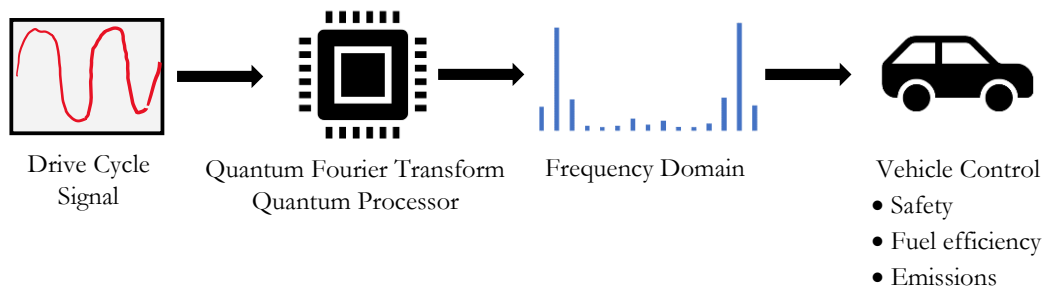 Drive Cycle
Signal
Quantum Fourier Transform
Quantum Processor
Frequency Domain
Vehicle Control
• Safety
• Fuel efficiency
• Emissions